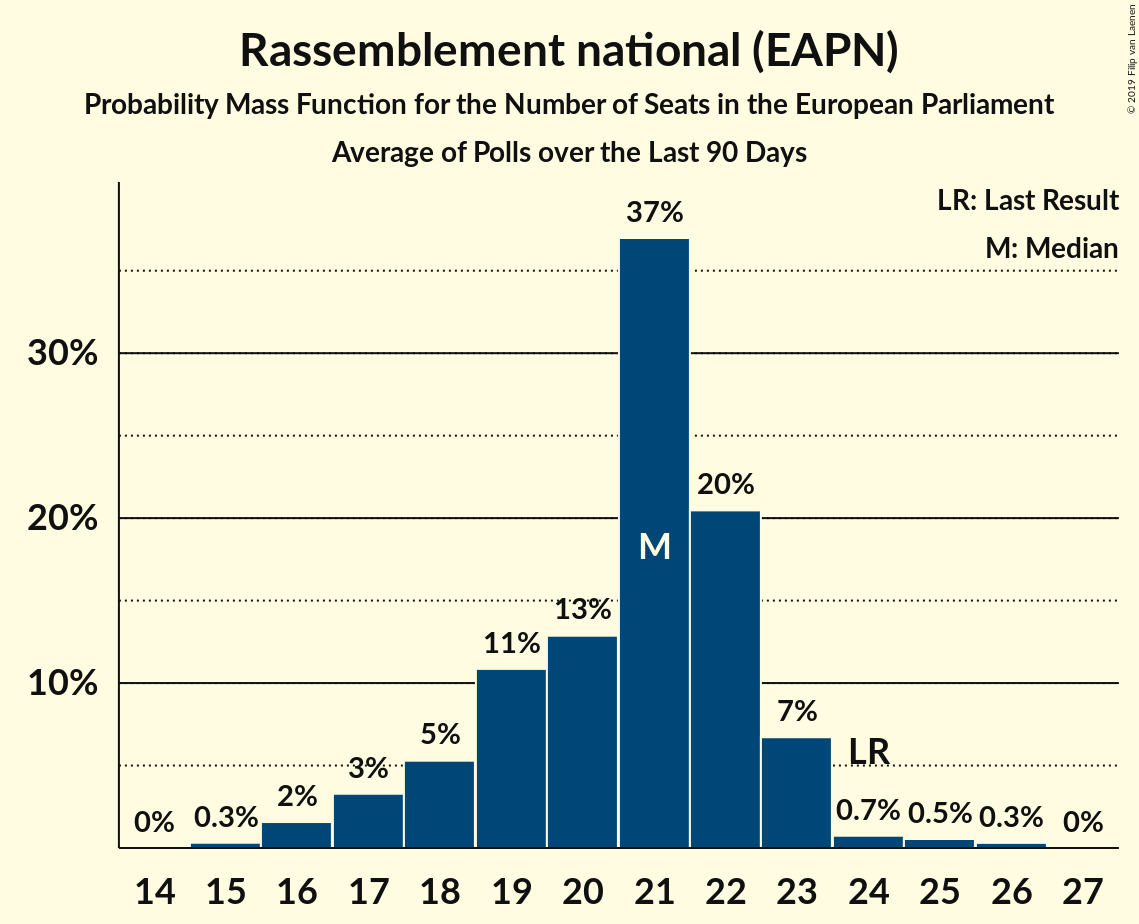 Rassemblement national (EAPN)
Probability Mass Function for the Number of Seats in the European Parliament
Average of Polls over the Last 90 Days
© 2019 Filip van Laenen
LR: Last Result
M: Median
37%
30%
20%
20%
M
13%
11%
10%
7%
5%
LR
3%
2%
0% 0.3% 0.7% 0.5% 0.3% 0%
14 15 16 17 18 19 20 21 22 23 24 25 26 27